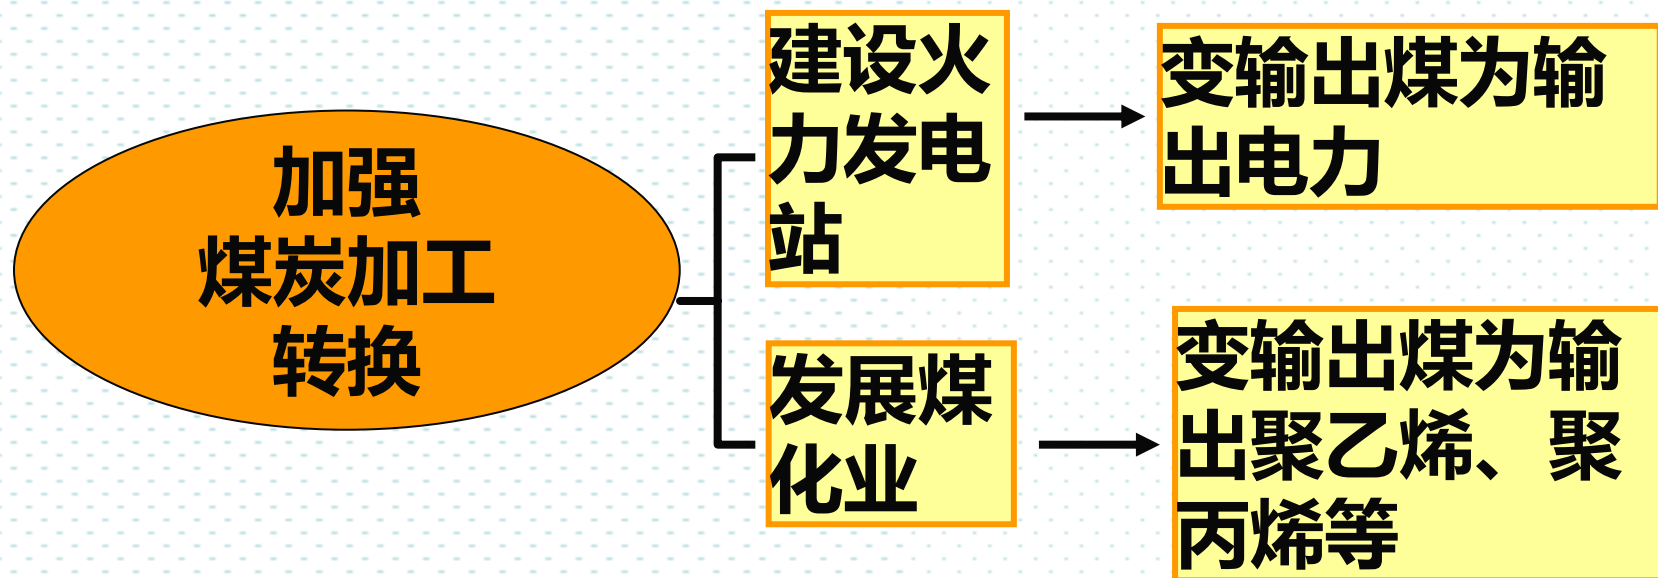 加强
煤炭加工
转换
建设火
力发电
站
变输出煤为输
出电力
发展煤
化业
变输出煤为输
出聚乙烯、聚
丙烯等